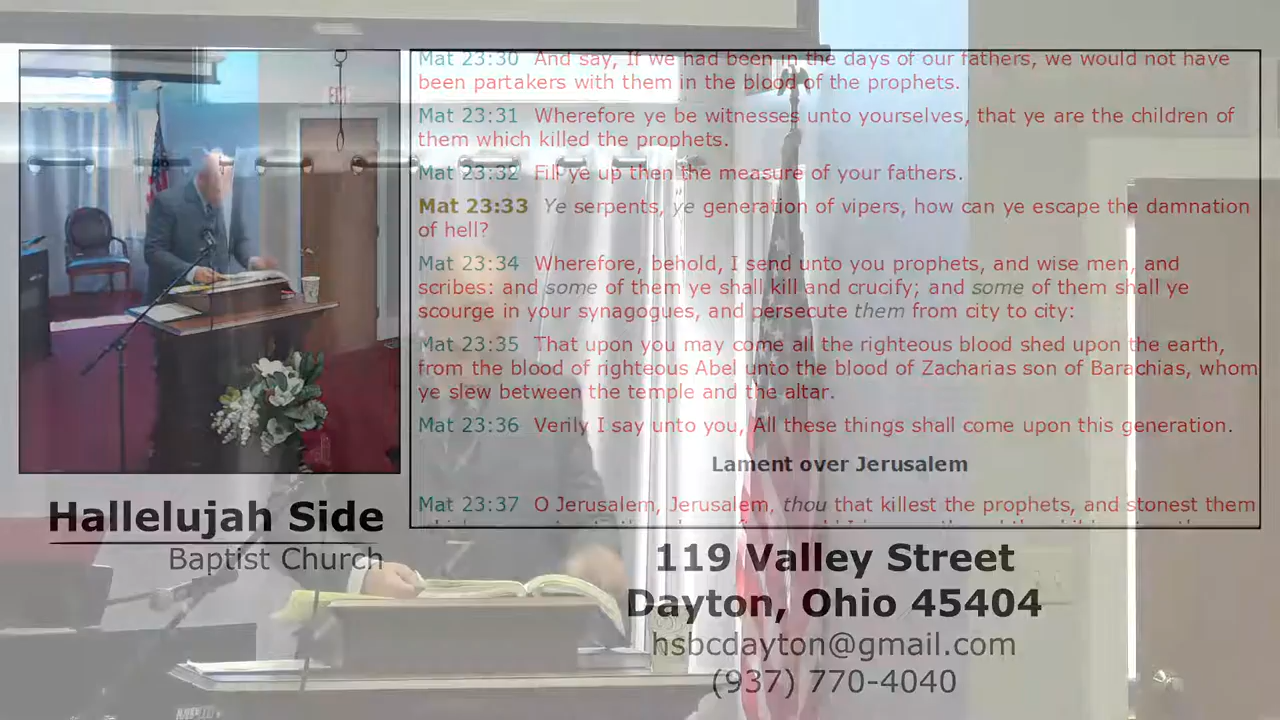 Mat 23:30 And say, If we had been in the days of our fathers, we would not have
been partakers with them in the blood of the prophets.
Mat 23:31 Wherefore ye be witnesses unto yourselves, that ye are the children of
them which killed the prophets.
Mat 23:32 Fill ye up then the measure of your fathers.
Mat 23:33 Ye serpents, ye generation of vipers, how can ye escape the damnation
of hell?
Mat 23:34 Wherefore, behold, I send unto you prophets, and wise men, and
scribes: and some of them ye shall kill and crucify; and some of them shall ye
scourge in your synagogues, and persecute them from city to city:
Mat 23:35 That upon you may come all the righteous blood shed upon the earth,
from the blood of righteous Abel unto the blood of Zacharias son of Barachias, whom
ye slew between the temple and the altar.
Mat 23:36 Verily I say unto you, All these things shall come upon this generation.
Lament over Jerusalem
Mat 23:37 O Jerusalem, Jerusalem, thou that killest the prophets, and stonest them
Hallelujah Side
Baptist Church
119 Valley Street
Dayton, Ohio 45404
hsbcdayton@gmail.com
(937) 770-4040